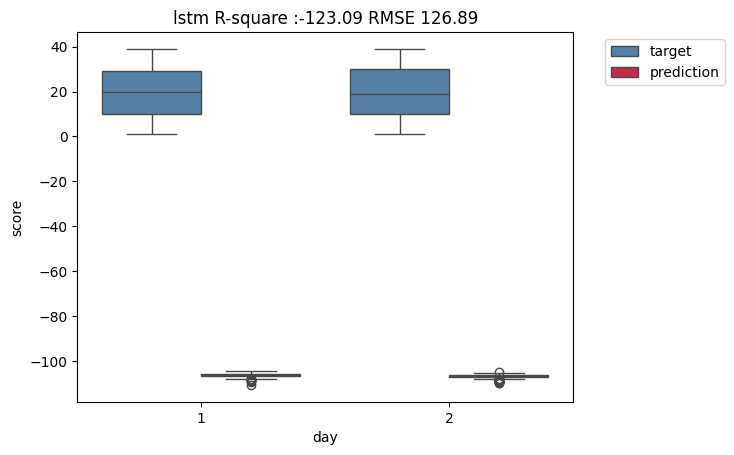 lstm R-square :-123.09 RMSE 126.89
target
prediction
40
20
0
−20
−40
−60
−80
−100
score
1
2
day